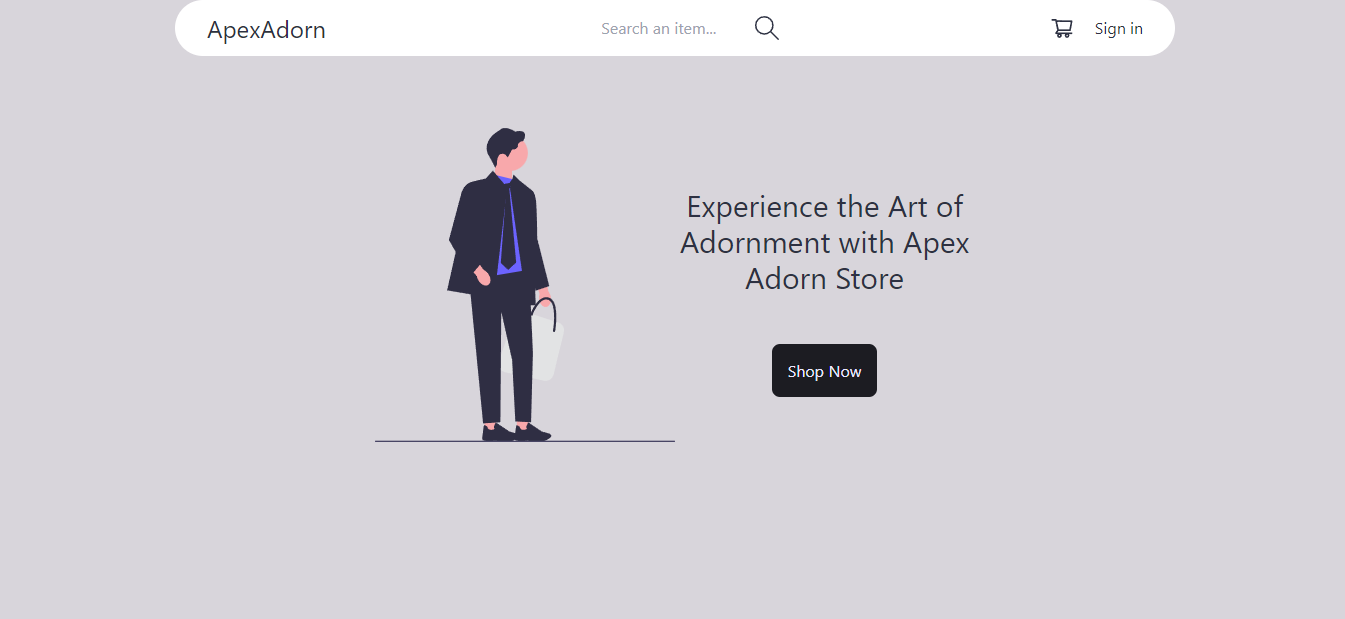 ApexAdorn
Search an item...
Sign in
Experience the Art of
Adornment with Apex
Adorn Store
Shop Now